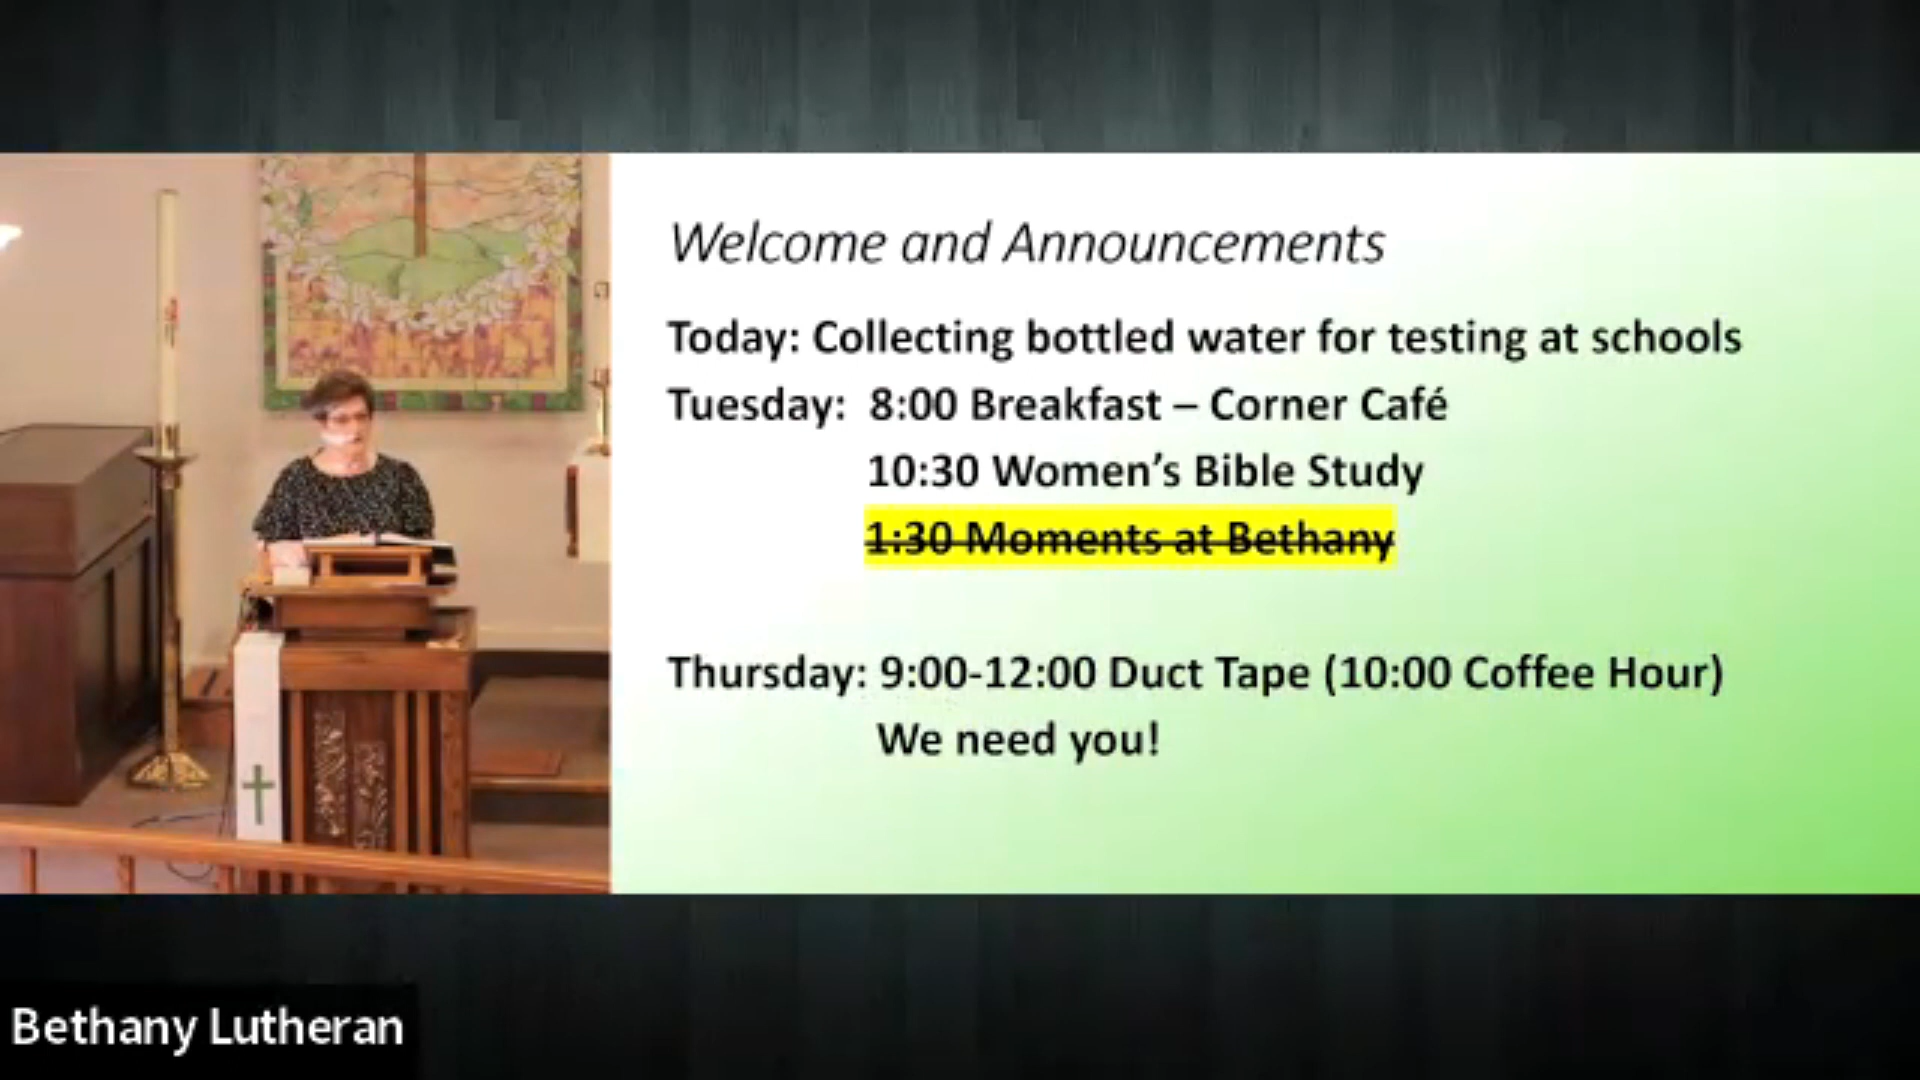 Welcome and Announcements
Today: Collecting bottled water for testing at schools
Tuesday: 8:00 Breakfast – Corner Café
10:30 Women's Bible Study
1:30 Moments at Bethany
Thursday: 9:00-12:00 Duct Tape (10:00 Coffee Hour)
We need you!
Bethany Lutheran